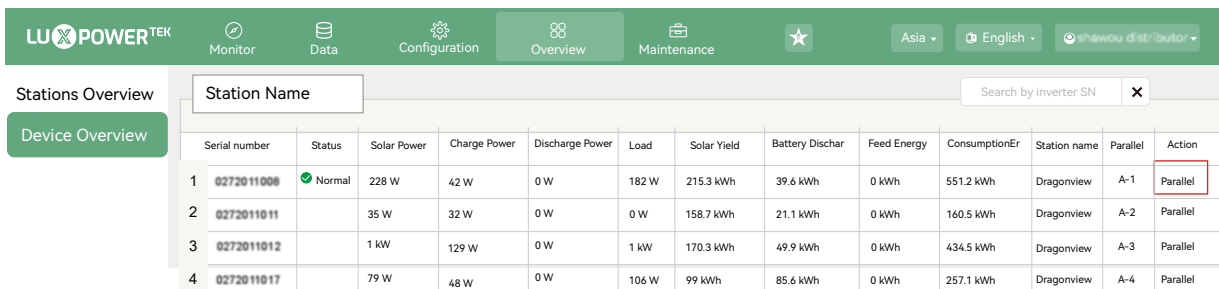 LUXPOWERTEK Monitor Data Configuration Overview Maintenance Asia English shawou distributor
Stations Overview
Device Overview
Station Name
Search by inverter SN
Serial number Status Solar Power Charge Power Discharge Power Load Solar Yield Battery Dischar Feed Energy ConsumptionEr Station name Parallel Action
1 0272011008 Normal 228 W 42 W 0 W 182 W 215.3 kWh 39.6 kWh 0 kWh 551.2 kWh Dragonview A-1 Parallel
2 0272011011 35 W 32 W 0 W 0 W 158.7 kWh 21.1 kWh 0 kWh 160.5 kWh Dragonview A-2 Parallel
3 0272011012 1 kW 129 W 0 W 1 kW 170.3 kWh 49.9 kWh 0 kWh 434.5 kWh Dragonview A-3 Parallel
4 0272011017 79 W 48 W 0 W 106 W 99 kWh 85.6 kWh 0 kWh 257.1 kWh Dragonview A-4 Parallel